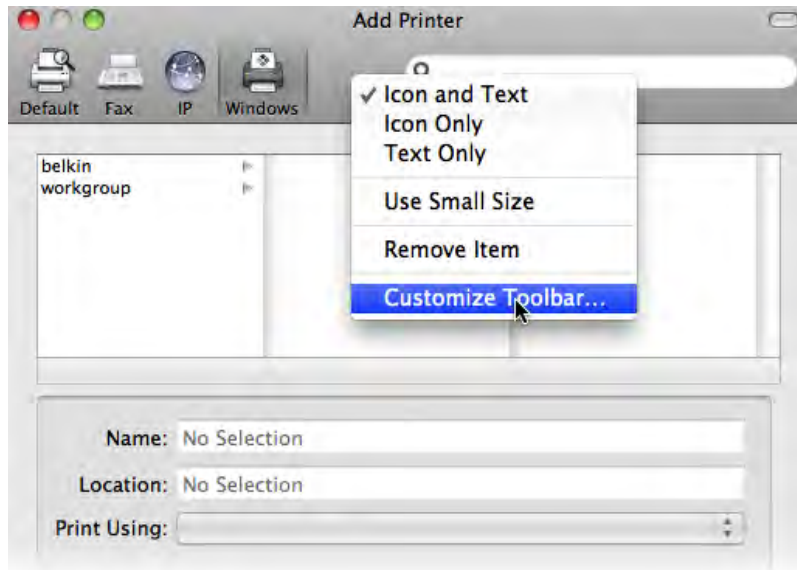 Add Printer
Default Fax IP Windows
✓ Icon and Text
Icon Only
Text Only
Use Small Size
Remove Item
Customize Toolbar...
belkin
workgroup
Name: No Selection
Location: No Selection
Print Using: